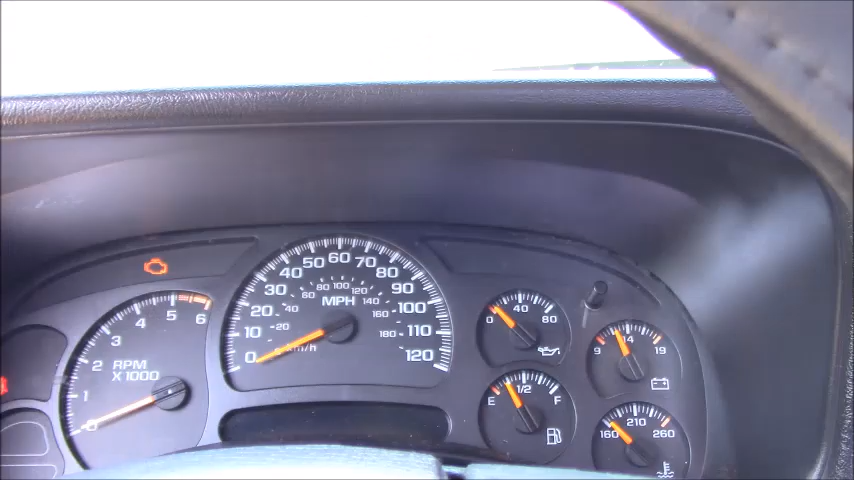 1 2 3 4 5 6
RPM
X1000
0
0 10 20 30 40 50 60 70 80 90 100 110 120
20 40 60 80 100 120 140 160 180
MPH
km/h
0 40 80
9 14 19
E 1/2 F
160 210 260